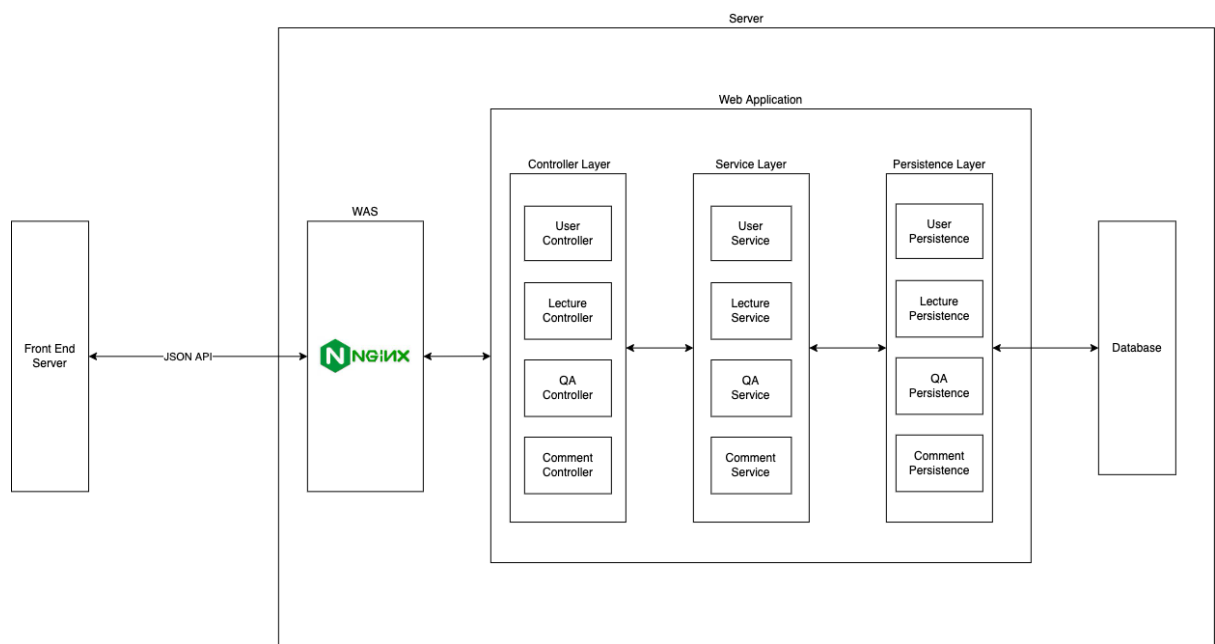 Server
Web Application
Controller Layer
Service Layer
Persistence Layer
WAS
User
Controller
User
Service
User
Persistence
Lecture
Controller
Lecture
Service
Lecture
Persistence
Front End
Server
JSON API
NGINX
Database
QA
Controller
QA
Service
QA
Persistence
Comment
Controller
Comment
Service
Comment
Persistence